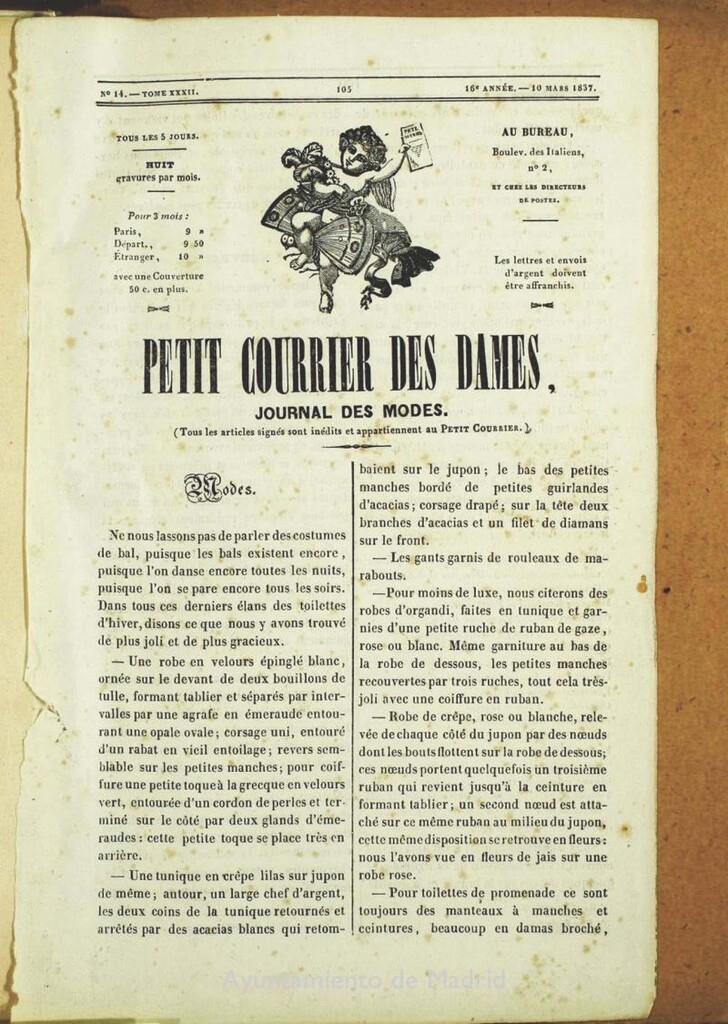 Nº 14. — TOME XXXII.
105
16e ANNÉE. — 10 MARS 1837.
TOUS LES 5 JOURS.
HUIT
gravures par mois.
Pour 3 mois :
Paris, 9 »
Départ., 9 50
Étranger, 10 »
avec une Couverture
50 c. en plus.
AU BUREAU,
Boulev. des Italiens,
nº 2,
ET CHEZ LES DIRECTEURS
DE POSTES.
Les lettres et envois
d'argent doivent
être affranchis.
PETIT COURRIER DES DAMES,
JOURNAL DES MODES.
(Tous les articles signés sont inédits et appartiennent au PETIT COURRIER.)
Modes.
Ne nous lassons pas de parler des costumes
de bal, puisque les bals existent encore,
puisque l'on danse encore toutes les nuits,
puisque l'on se pare encore tous les soirs.
Dans tous ces derniers élans des toilettes
d'hiver, disons ce que nous y avons trouvé
de plus joli et de plus gracieux.
— Une robe en velours épinglé blanc,
ornée sur le devant de deux bouillons de
tulle, formant tablier et séparés par inter-
valles par une agrafe en émeraude entou-
rant une opale ovale; corsage uni, entouré
d'un rabat en vieil entoilage; revers sem-
blable sur les petites manches; pour coif-
fure une petite toque à la grecque en velours
vert, entourée d'un cordon de perles et ter-
miné sur le côté par deux glands d'éme-
raudes : cette petite toque se place très en
arrière.
— Une tunique en crêpe lilas sur jupon
de même; autour, un large chef d'argent,
les deux coins de la tunique retournés et
arrêtés par des acacias blancs qui retom-
baient sur le jupon; le bas des petites
manches bordé de petites guirlandes
d'acacias; corsage drapé; sur la tête deux
branches d'acacias et un filet de diamans
sur le front.
— Les gants garnis de rouleaux de ma-
rabouts.
— Pour moins de luxe, nous citerons des
robes d'organdi, faites en tunique et gar-
nies d'une petite ruche de ruban de gaze,
rose ou blanc. Même garniture au bas de
la robe de dessous, les petites manches
recouvertes par trois ruches, tout cela très-
joli avec une coiffure en ruban.
— Robe de crêpe, rose ou blanche, rele-
vée de chaque côté du jupon par des nœuds
dont les bouts flottent sur la robe de dessous;
ces nœuds portent quelquefois un troisième
ruban qui revient jusqu'à la ceinture en
formant tablier; un second nœud est atta-
ché sur ce même ruban au milieu du jupon,
cette même disposition se retrouve en fleurs :
nous l'avons vue en fleurs de jais sur une
robe rose.
— Pour toilettes de promenade ce sont
toujours des manteaux à manches et
ceintures, beaucoup en damas broché,
Ayuntamiento de Madrid